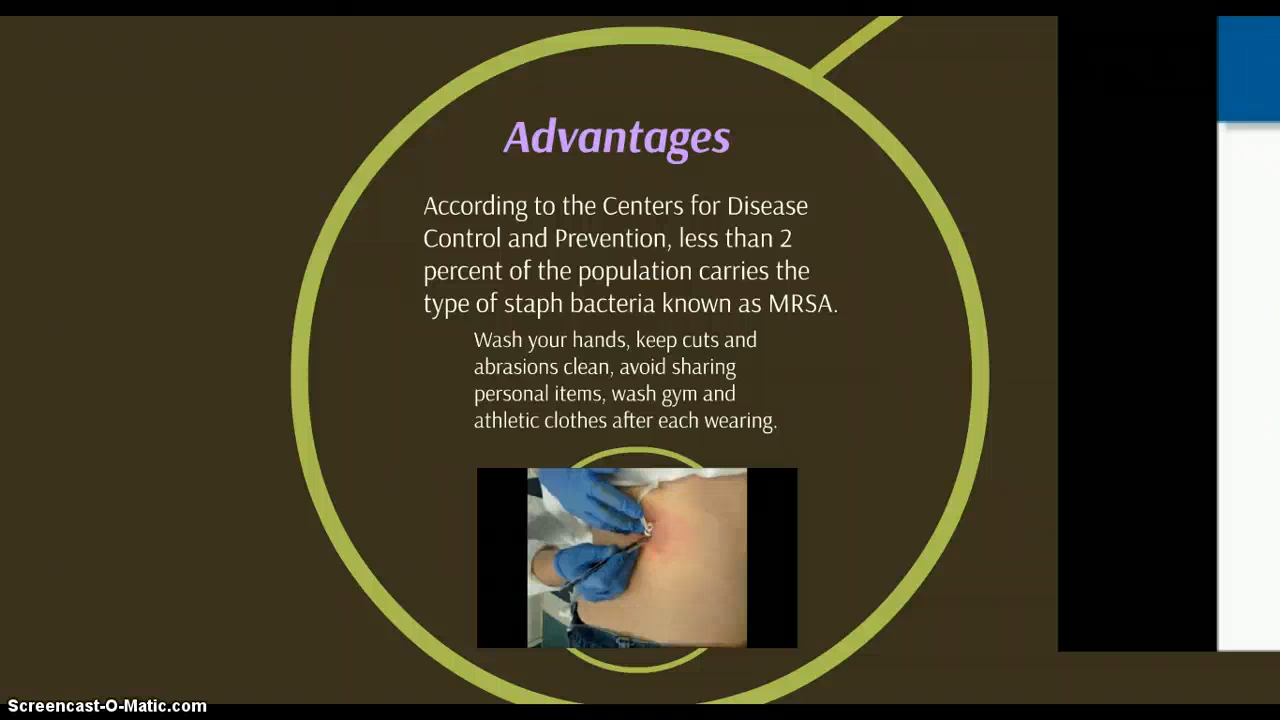 Advantages
According to the Centers for Disease
Control and Prevention, less than 2
percent of the population carries the
type of staph bacteria known as MRSA.
Wash your hands, keep cuts and
abrasions clean, avoid sharing
personal items, wash gym and
athletic clothes after each wearing.
Screencast-O-Matic.com